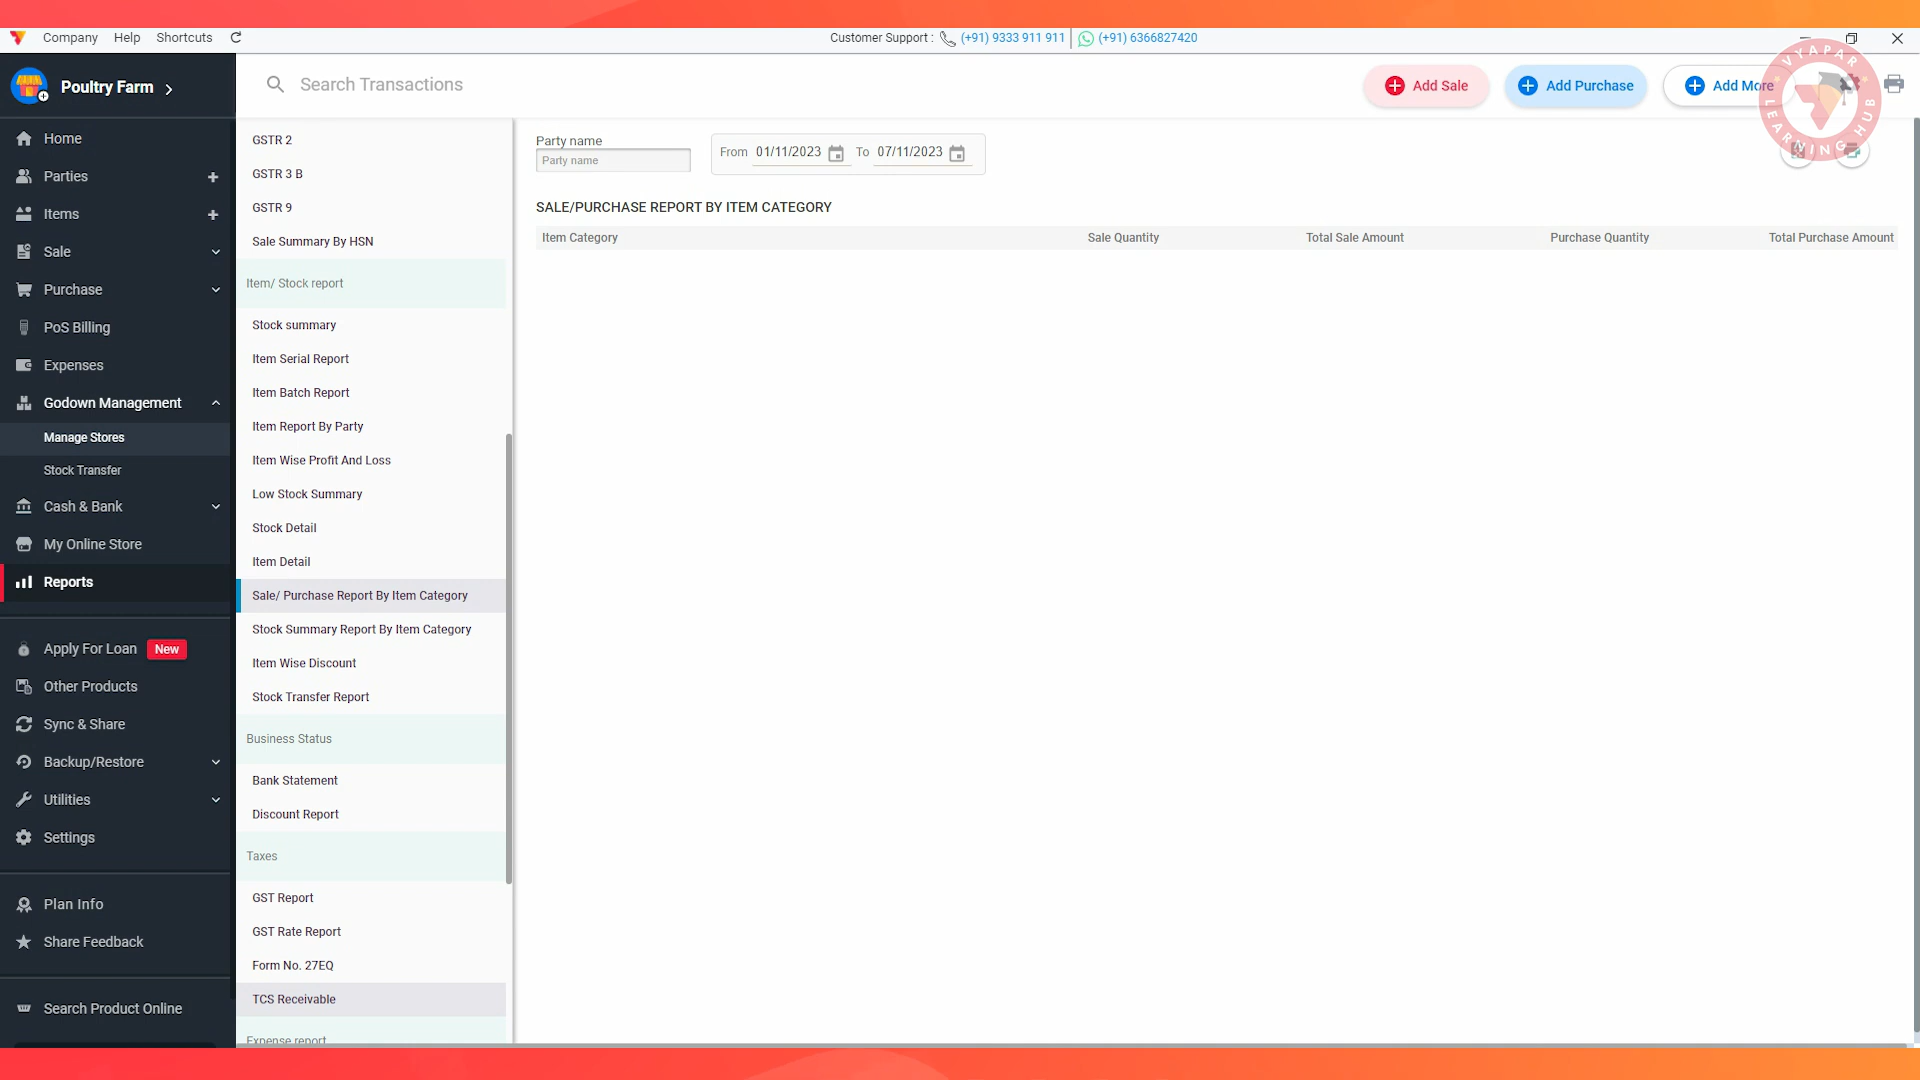 Company Help Shortcuts
Customer Support : (+91) 9333 911 911 (+91) 6366827420
Poultry Farm
Search Transactions
Add Sale
Add Purchase
Add More
VYAPAR
LEARNING HUB
Home
Parties
Items
Sale
Purchase
PoS Billing
Expenses
Godown Management
Manage Stores
Stock Transfer
Cash & Bank
My Online Store
Reports
Apply For Loan New
Other Products
Sync & Share
Backup/Restore
Utilities
Settings
Plan Info
Share Feedback
Search Product Online
GSTR 2
GSTR 3 B
GSTR 9
Sale Summary By HSN
Item/ Stock report
Stock summary
Item Serial Report
Item Batch Report
Item Report By Party
Item Wise Profit And Loss
Low Stock Summary
Stock Detail
Item Detail
Sale/ Purchase Report By Item Category
Stock Summary Report By Item Category
Item Wise Discount
Stock Transfer Report
Business Status
Bank Statement
Discount Report
Taxes
GST Report
GST Rate Report
Form No. 27EQ
TCS Receivable
Expense report
Party name
Party name
From 01/11/2023 To 07/11/2023
SALE/PURCHASE REPORT BY ITEM CATEGORY
Item Category Sale Quantity Total Sale Amount Purchase Quantity Total Purchase Amount